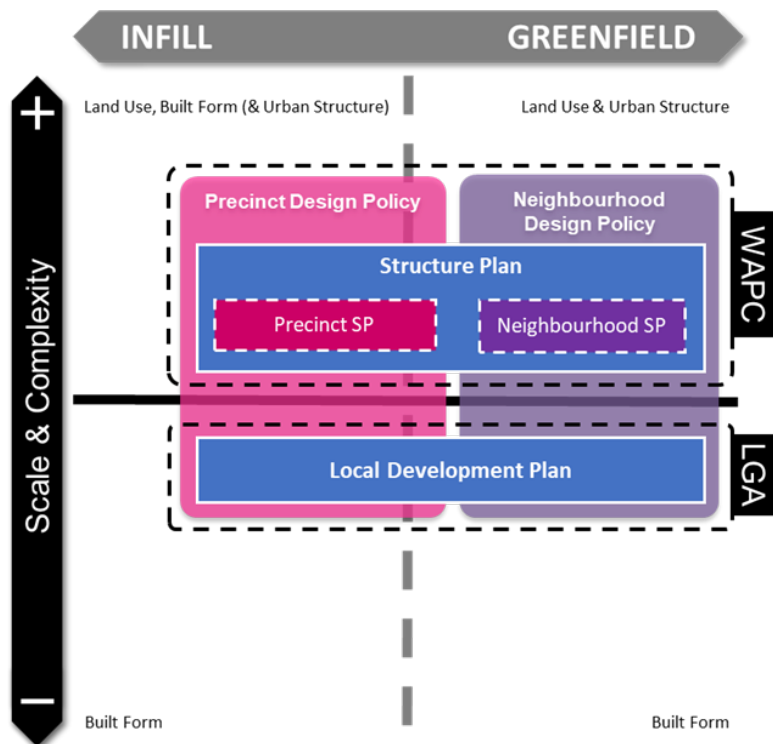 INFILL
GREENFIELD
+
Land Use, Built Form (& Urban Structure)
Land Use & Urban Structure
Precinct Design Policy
Neighbourhood
Design Policy
Structure Plan
Precinct SP
Neighbourhood SP
WAPC
Scale & Complexity
Local Development Plan
LGA
−
Built Form
Built Form